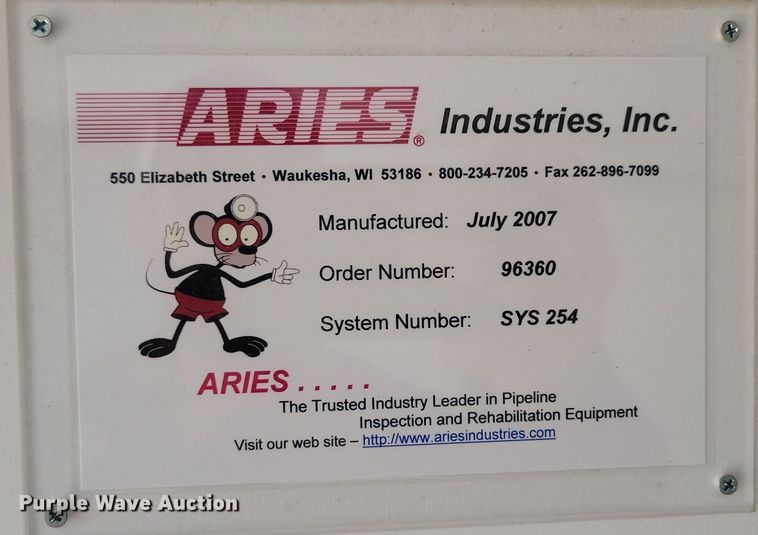 ARIES® Industries, Inc.
550 Elizabeth Street · Waukesha, WI 53186 · 800-234-7205 · Fax 262-896-7099
Manufactured: July 2007
Order Number: 96360
System Number: SYS 254
ARIES . . . . .
The Trusted Industry Leader in Pipeline
Inspection and Rehabilitation Equipment
Visit our web site – http://www.ariesindustries.com
Purple Wave Auction